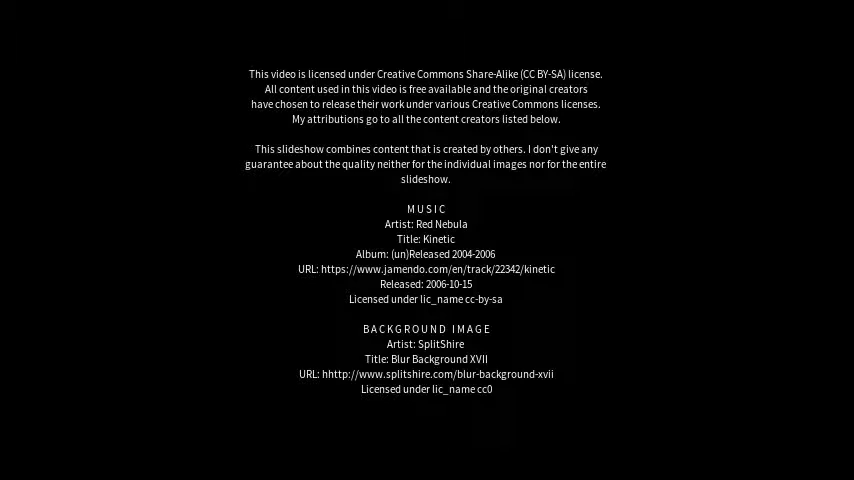 This video is licensed under Creative Commons Share-Alike (CC BY-SA) license.
All content used in this video is free available and the original creators
have chosen to release their work under various Creative Commons licenses.
My attributions go to all the content creators listed below.
This slideshow combines content that is created by others. I don't give any
guarantee about the quality neither for the individual images nor for the entire
slideshow.
MUSIC
Artist: Red Nebula
Title: Kinetic
Album: (un)Released 2004-2006
URL: https://www.jamendo.com/en/track/22342/kinetic
Released: 2006-10-15
Licensed under lic_name cc-by-sa
BACKGROUND IMAGE
Artist: SplitShire
Title: Blur Background XVII
URL: hhttp://www.splitshire.com/blur-background-xvii
Licensed under lic_name cc0